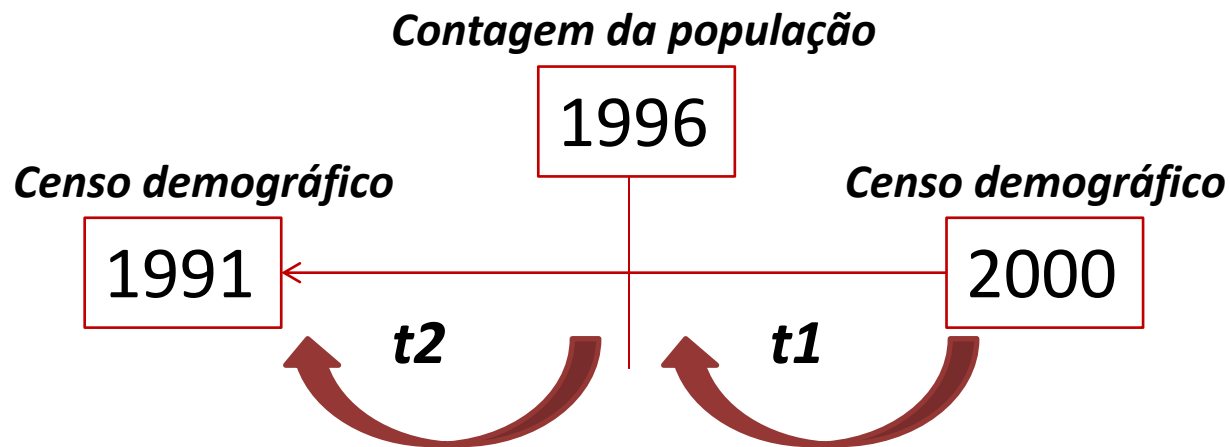 Contagem da população
1996
Censo demográfico
Censo demográfico
1991
2000
t2
t1